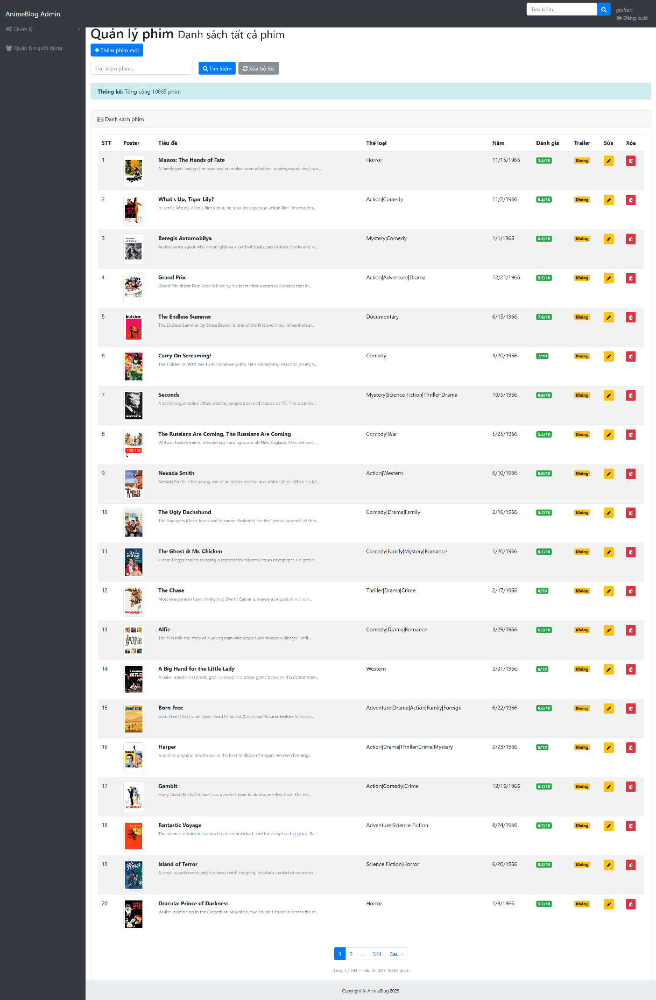 AnimeBlog Admin
Tìm kiếm...
giahan
Đăng xuất
Quản lý
Quản lý người dùng
Quản lý phim Danh sách tất cả phim
Thêm phim mới
Tìm kiếm phim...
Tìm kiếm
Xóa bộ lọc
Thống kê: Tổng cộng 10865 phim
Danh sách phim
STT Poster Tiêu đề Thể loại Năm Đánh giá Trailer Sửa Xóa
1 Manos: The Hands of Fate Horror 11/15/1966 1.5/10 Không
A family gets lost on the road and stumbles upon a hidden, underground, devil-wo...
2 What's Up, Tiger Lily? Action|Comedy 11/2/1966 5.4/10 Không
In comic Woody Allen's film debut, he took the Japanese action film "Internation...
3 Beregis Avtomobilya Mystery|Comedy 1/1/1966 6.5/10 Không
An insurance agent who moonlights as a carthief steals cars various crooks and n...
4 Grand Prix Action|Adventure|Drama 12/21/1966 5.7/10 Không
Grand Prix driver Pete Aron is fired by his team after a crash at Monaco that in...
5 The Endless Summer Documentary 6/15/1966 7.4/10 Không
The Endless Summer, by Bruce Brown, is one of the first and most influential sur...
6 Carry On Screaming! Comedy 5/20/1966 7/10 Không
The sinister Dr Watt has an evil scheme going. He's kidnapping beautiful young w...
7 Seconds Mystery|Science Fiction|Thriller|Drama 10/5/1966 6.6/10 Không
A secret organisation offers wealthy people a second chance at life. The custome...
8 The Russians Are Coming, The Russians Are Coming Comedy|War 5/25/1966 5.5/10 Không
Without hostile intent, a Soviet sub runs aground off New England. Men are sent ...
9 Nevada Smith Action|Western 6/10/1966 5.9/10 Không
Nevada Smith is the young son of an Indian mother and white father. When his fat...
10 The Ugly Dachshund Comedy|Drama|Family 2/16/1966 5.7/10 Không
The Garrisons (Dean Jones and Suzanne Pleshette) are the "proud parents" of thre...
11 The Ghost & Mr. Chicken Comedy|Family|Mystery|Romance 1/20/1966 6.1/10 Không
Luther Heggs aspires to being a reporter for his small town newspaper. He gets h...
12 The Chase Thriller|Drama|Crime 2/17/1966 6/10 Không
Most everyone in town thinks that Sheriff Calder is merely a puppet of rich oil-...
13 Alfie Comedy|Drama|Romance 3/29/1966 6.2/10 Không
The film tells the story of a young man who leads a promiscuous lifestyle until ...
14 A Big Hand for the Little Lady Western 5/31/1966 6/10 Không
A naive traveler in Laredo gets involved in a poker game between the richest men...
15 Born Free Adventure|Drama|Action|Family|Foreign 6/22/1966 6.6/10 Không
Born Free (1966) is an Open Road Films Ltd./Columbia Pictures feature film starr...
16 Harper Action|Drama|Thriller|Crime|Mystery 2/23/1966 6/10 Không
Harper is a cynical private eye in the best tradition of Bogart. He even has Bog...
17 Gambit Action|Comedy|Crime 12/16/1966 6.1/10 Không
Harry Dean (Michael Caine) has a perfect plan to steal a priceless bust. The cor...
18 Fantastic Voyage Adventure|Science Fiction 8/24/1966 6.7/10 Không
The science of miniaturization has been unlocked, and the army has big plans. Bu...
19 Island of Terror Science Fiction|Horror 6/20/1966 5.3/10 Không
A small island community is overrun with creeping, blobbish, tentacled monsters ...
20 Dracula: Prince of Darkness Horror 1/9/1966 5.7/10 Không
Whilst vacationing in the Carpathian Mountain, two couples stumble across the re...
1 2 ... 544 Sau »
Trang 1 / 544 - Hiển thị 20 / 10865 phim
Copyright © AnimeBlog 2025